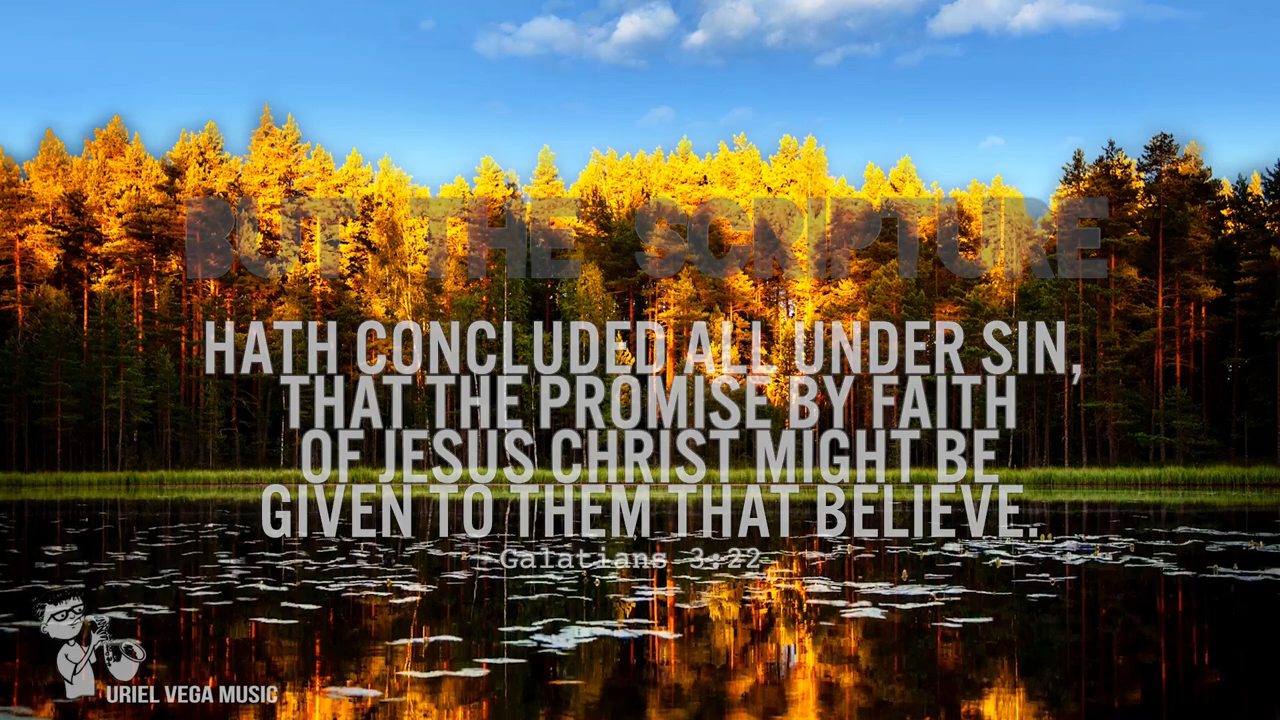 BUT THE SCRIPTURE
HATH CONCLUDED ALL UNDER SIN,
THAT THE PROMISE BY FAITH
OF JESUS CHRIST MIGHT BE
GIVEN TO THEM THAT BELIEVE.
Galatians 3:22
URIEL VEGA MUSIC